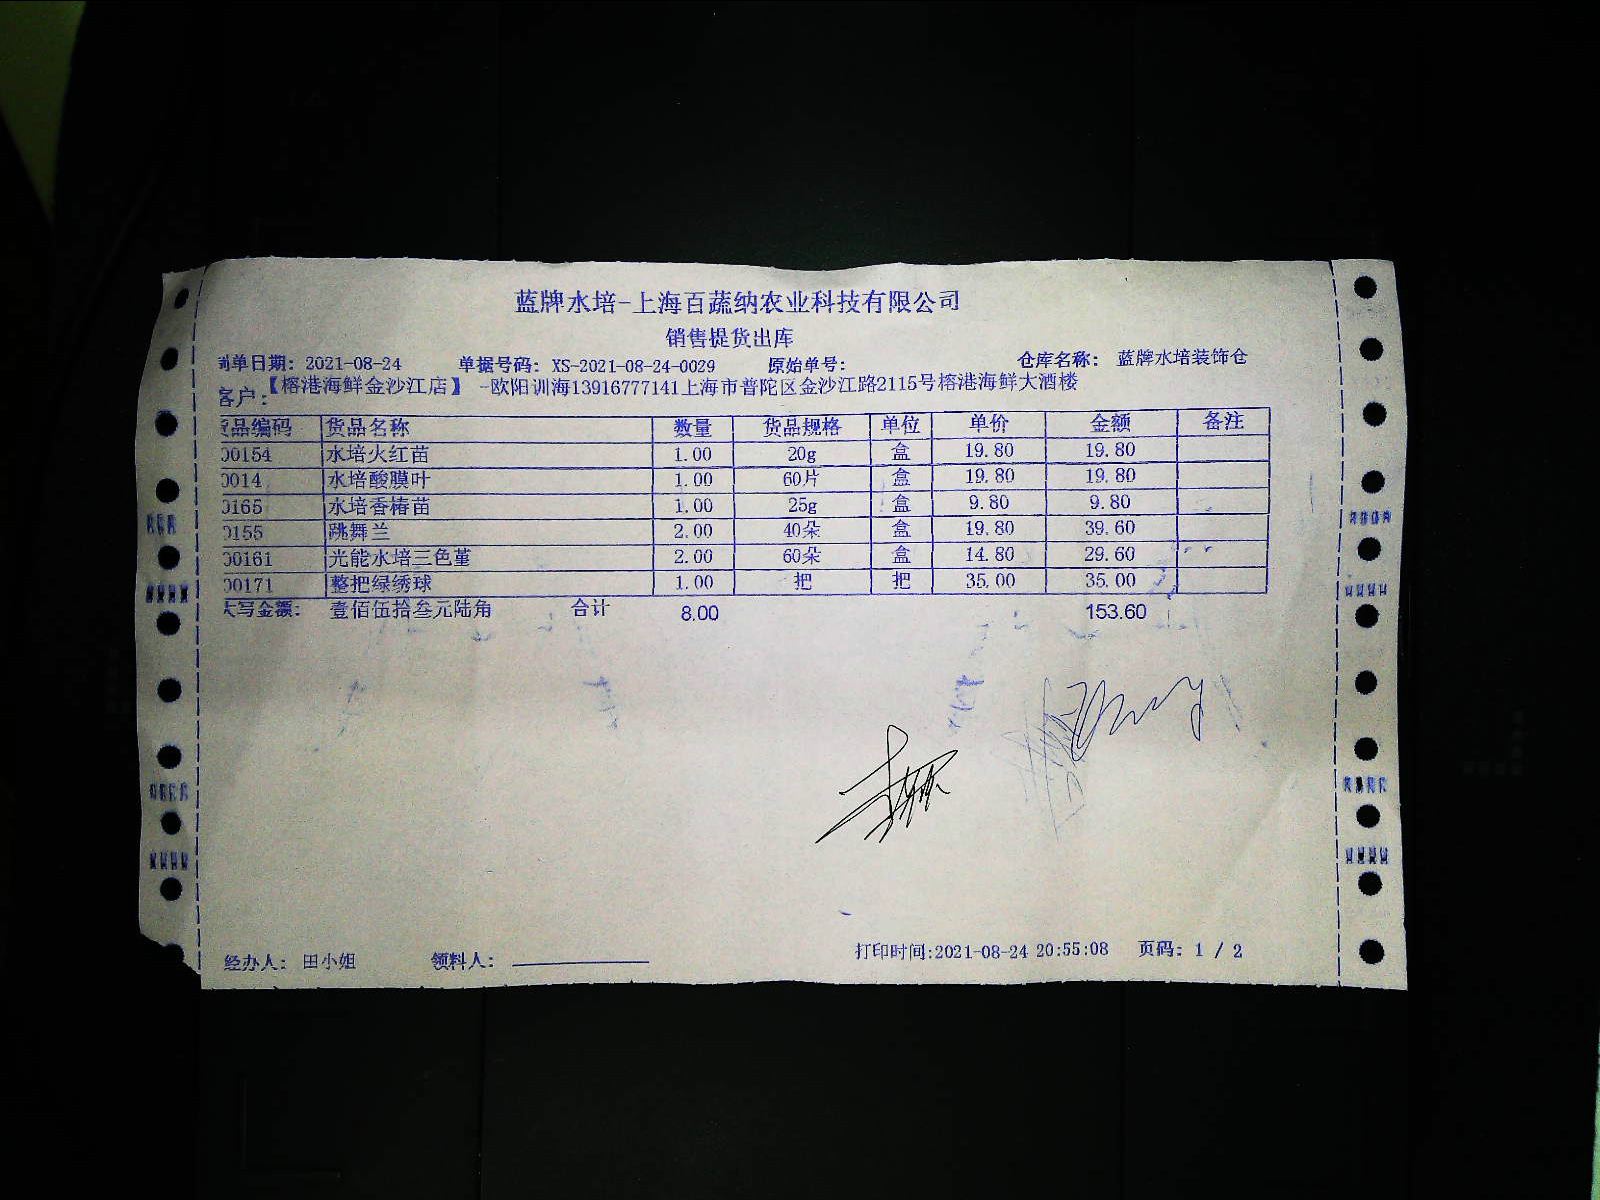 蓝牌水培-上海百蔬纳农业科技有限公司
销售提货出库
制单日期: 2021-08-24 单据号码: XS-2021-08-24-0029 原始单号: 仓库名称: 蓝牌水培装饰仓
客户: 【榕港海鲜金沙江店】 -欧阳训海13916777141上海市普陀区金沙江路2115号榕港海鲜大酒楼
货品编码 货品名称 数量 货品规格 单位 单价 金额 备注
00154 水培火红苗 1.00 20g 盒 19.80 19.80
0014 水培酸膜叶 1.00 60片 盒 19.80 19.80
0165 水培香椿苗 1.00 25g 盒 9.80 9.80
0155 跳舞兰 2.00 40朵 盒 19.80 39.60
00161 光能水培三色堇 2.00 60朵 盒 14.80 29.60
00171 整把绿绣球 1.00 把 把 35.00 35.00
大写金额: 壹佰伍拾叁元陆角 合计 8.00 153.60
经办人: 田小姐 领料人: 打印时间:2021-08-24 20:55:08 页码: 1 / 2